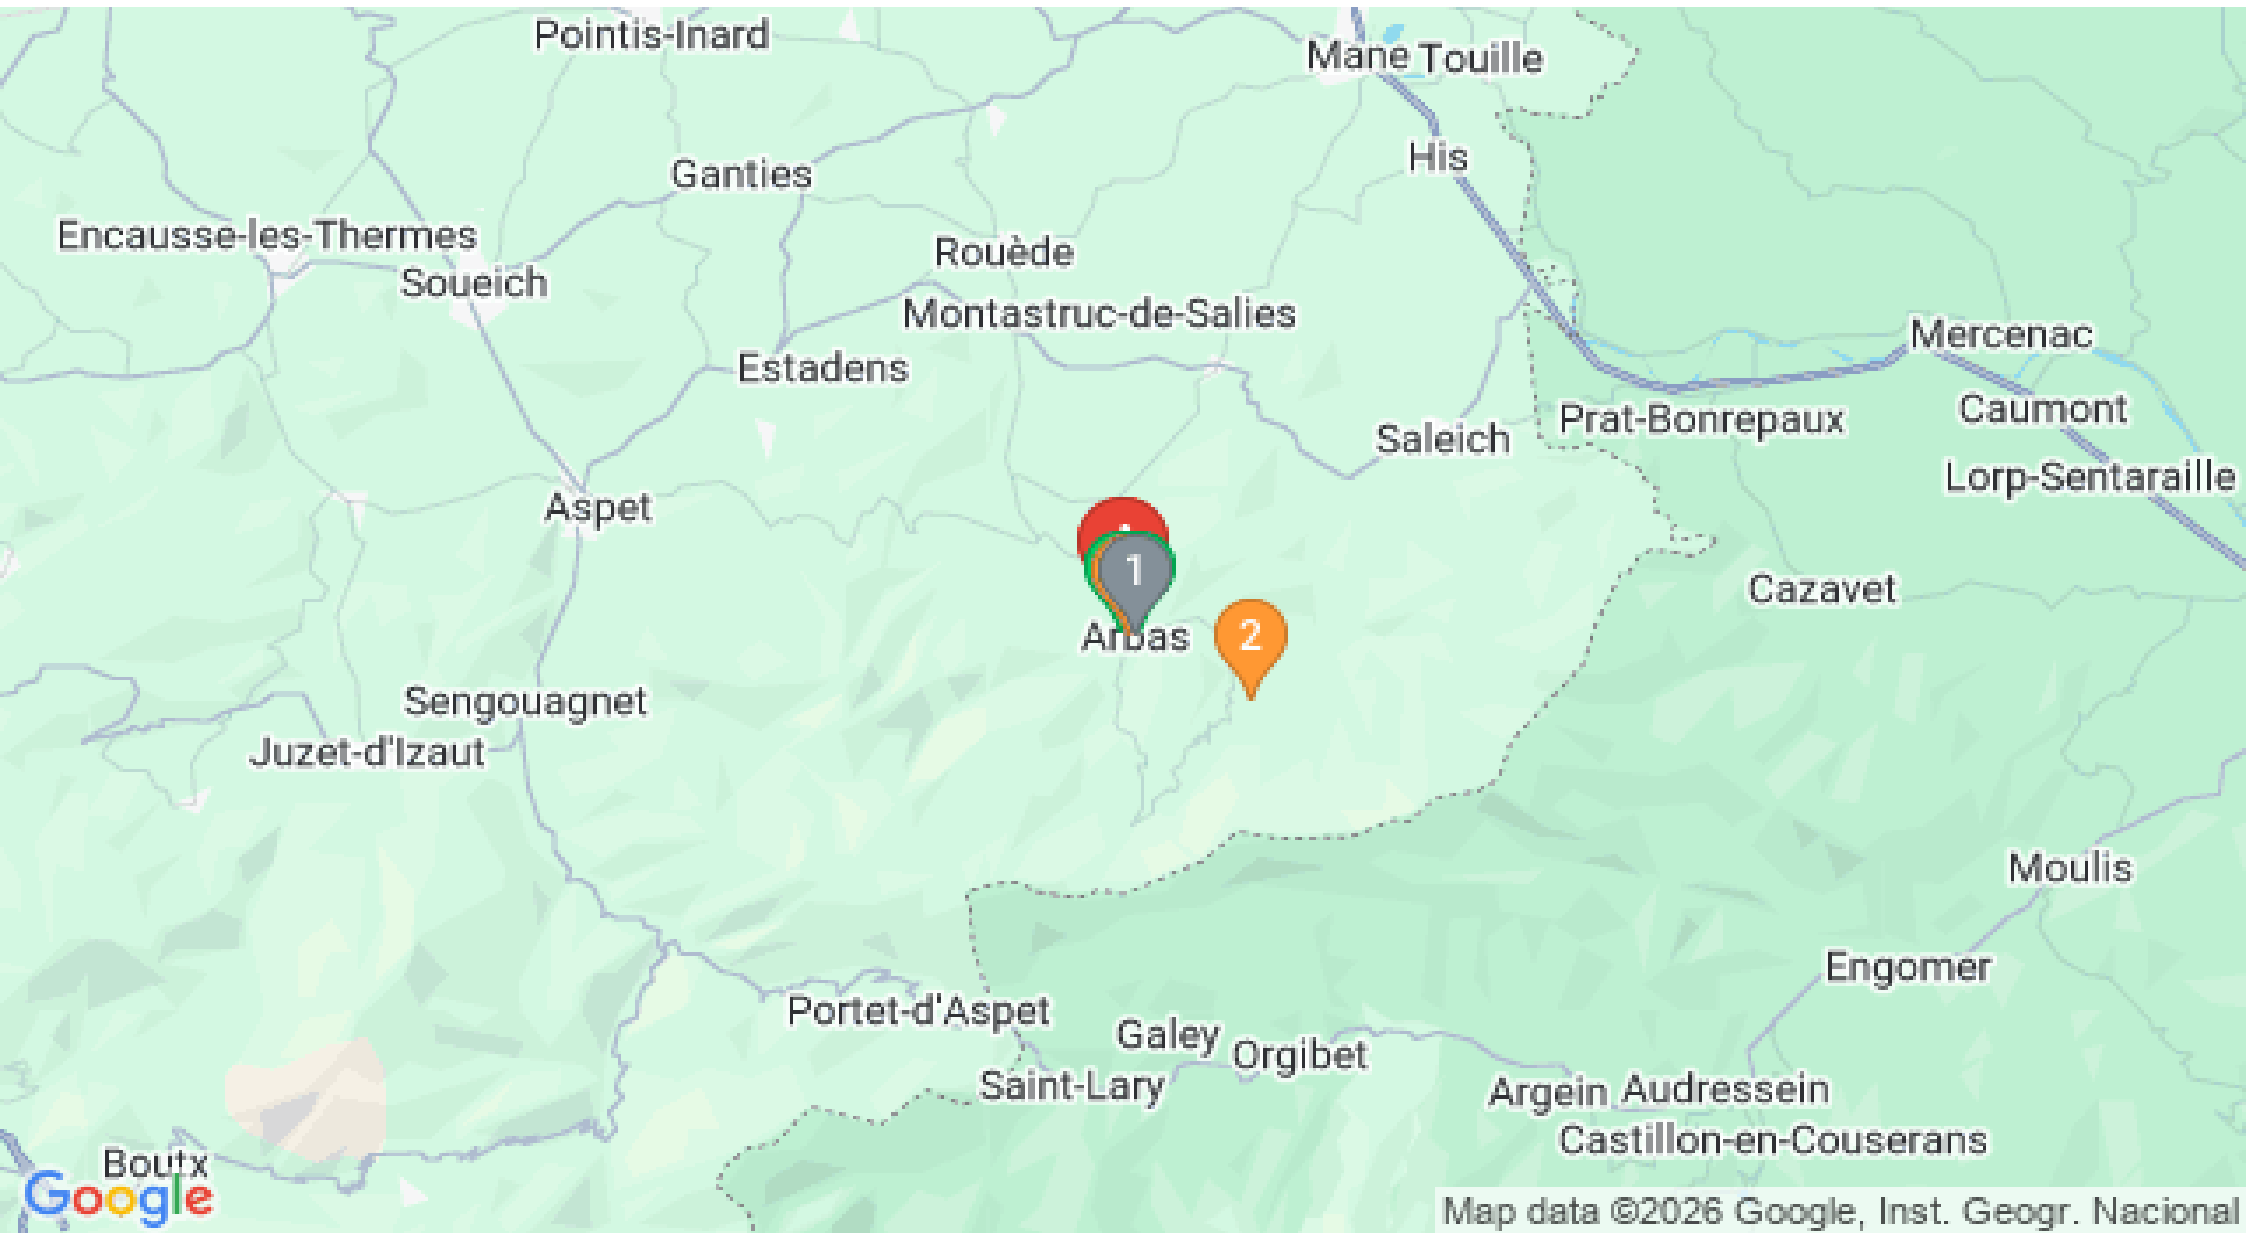 Pointis-Inard
Mane Touille
His
Ganties
Encausse-les-Thermes
Rouède
Soueich
Montastruc-de-Salies
Mercenac
Estadens
Caumont
Prat-Bonrepaux
Saleich
Lorp-Sentaraille
Aspet
1
Cazavet
Arbas
2
Sengouagnet
Juzet-d'Izaut
Moulis
Engomer
Portet-d'Aspet
Galey
Orgibet
Saint-Lary
Argein Audressein
Castillon-en-Couserans
Boutx
Google
Map data ©2026 Google, Inst. Geogr. Nacional